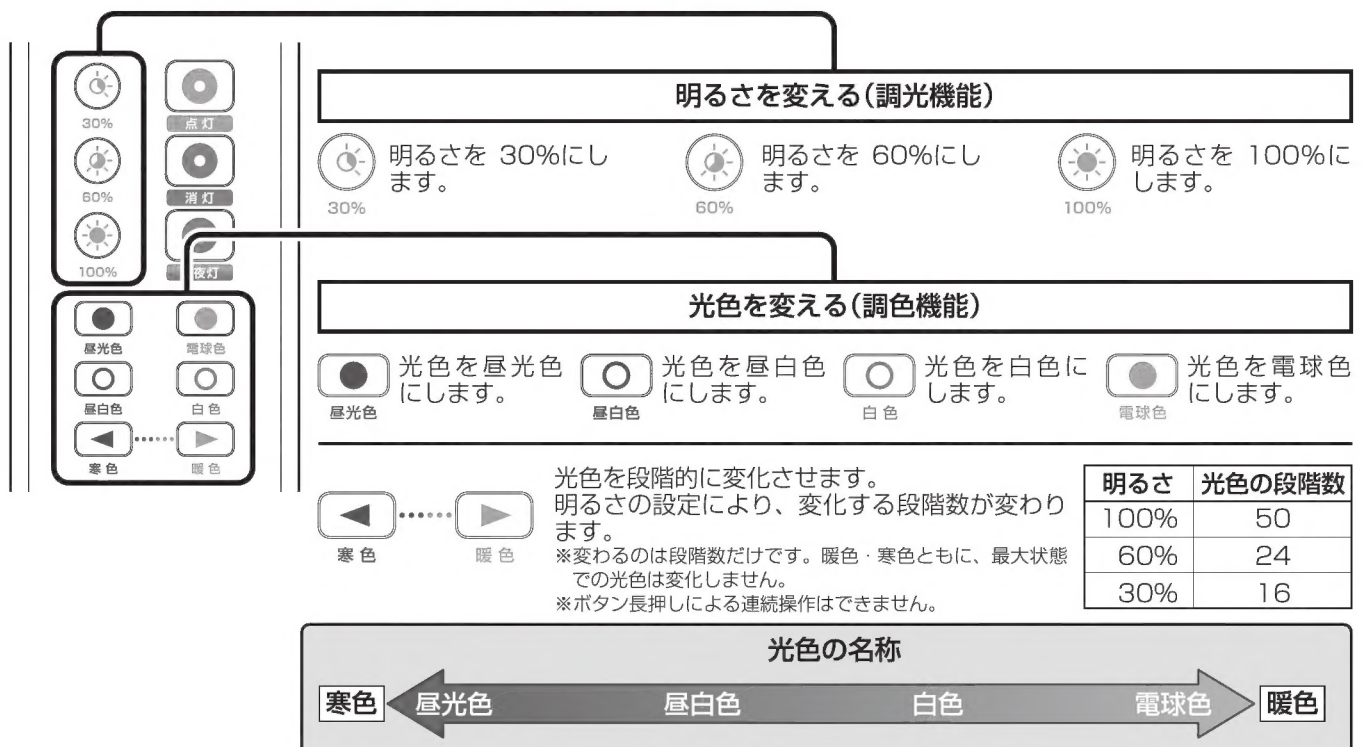 30%
点灯
60%
消灯
100%
夜灯
昼光色 電球色
昼白色 白色
寒色 暖色
明るさを変える(調光機能)
30%
明るさを 30%にし
ます。
60%
明るさを 60%にし
ます。
100%
明るさを 100%に
します。
光色を変える(調色機能)
昼光色
光色を昼光色
にします。
昼白色
光色を昼白色
にします。
白色
光色を白色に
します。
電球色
光色を電球色
にします。
寒色 暖色
光色を段階的に変化させます。
明るさの設定により、変化する段階数が変わり
ます。
※変わるのは段階数だけです。暖色・寒色ともに、最大状態
での光色は変化しません。
※ボタン長押しによる連続操作はできません。
明るさ 光色の段階数
100% 50
60% 24
30% 16
光色の名称
寒色 昼光色 昼白色 白色 電球色 暖色